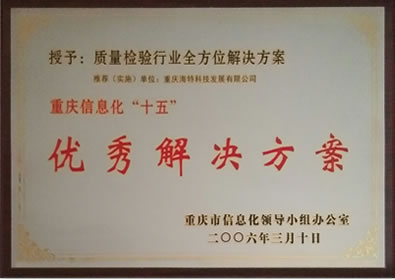 授予：质量检验行业全方位解决方案
推荐（实施）单位：重庆海特科技发展有限公司
重庆信息化“十五”
优秀解决方案
重庆市信息化领导小组办公室
二〇〇六年三月十日